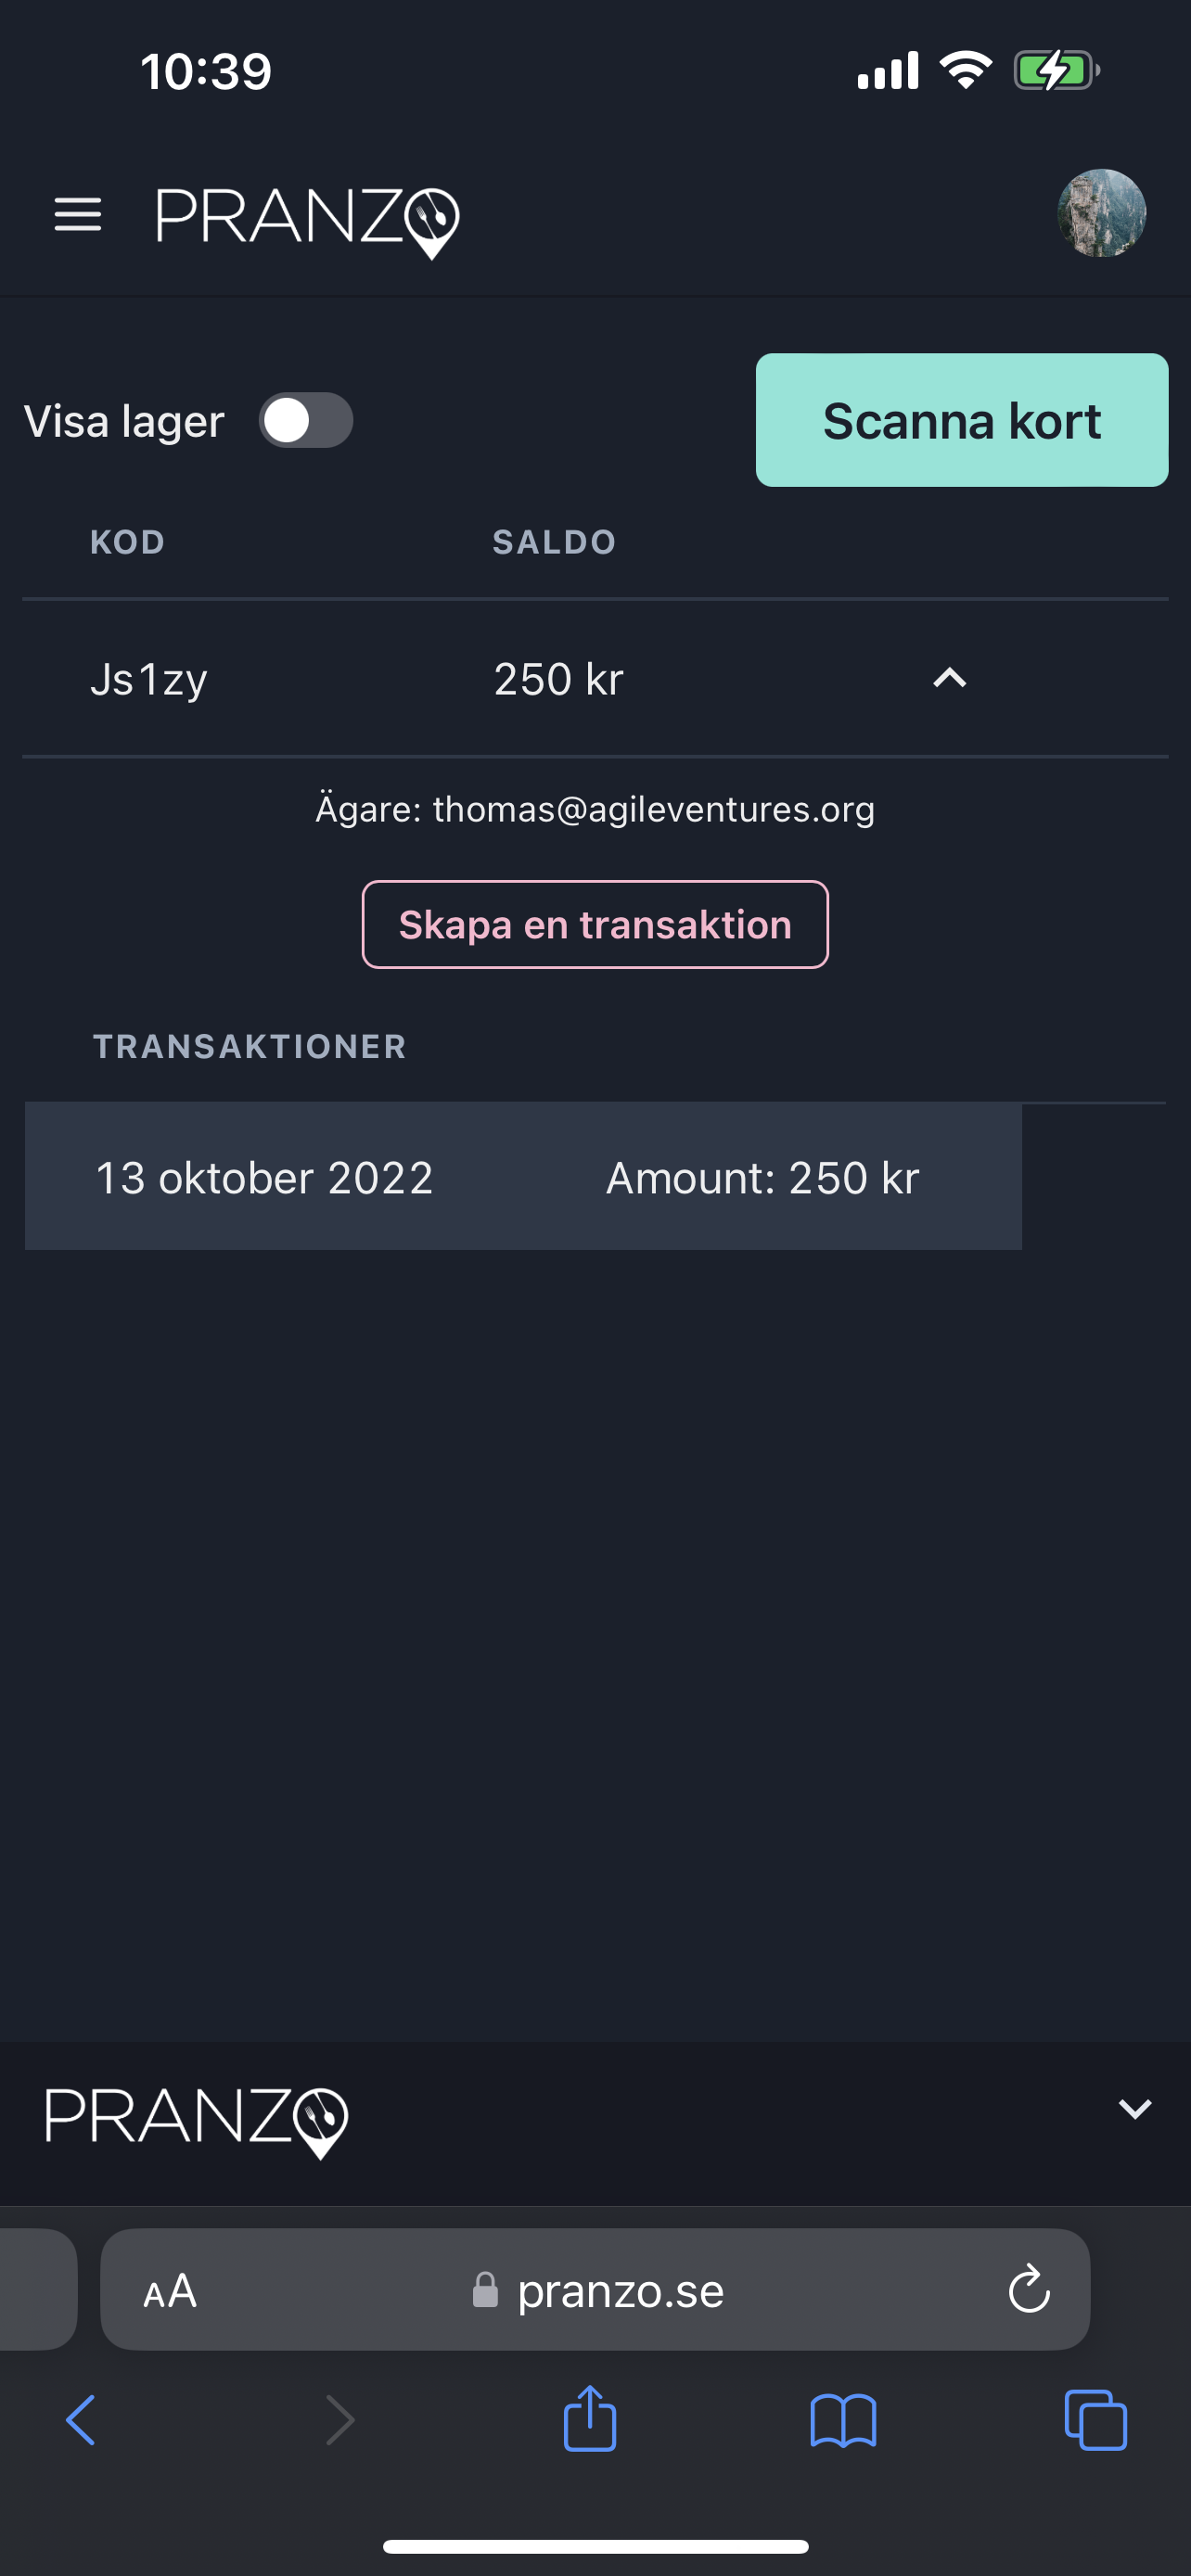 10:39
PRANZO
Visa lager
Scanna kort
KOD SALDO
Js1zy 250 kr
Ägare: thomas@agileventures.org
Skapa en transaktion
TRANSAKTIONER
13 oktober 2022 Amount: 250 kr
PRANZO
AA pranzo.se